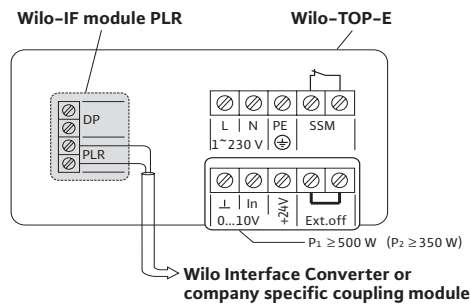 Wilo-IF module PLR
Wilo-TOP-E
DP
PLR
L N PE SSM
1~230 V
⊥ In +24V Ext.off
0...10V
P1 ≥ 500 W (P2 ≥ 350 W)
Wilo Interface Converter or
company specific coupling module